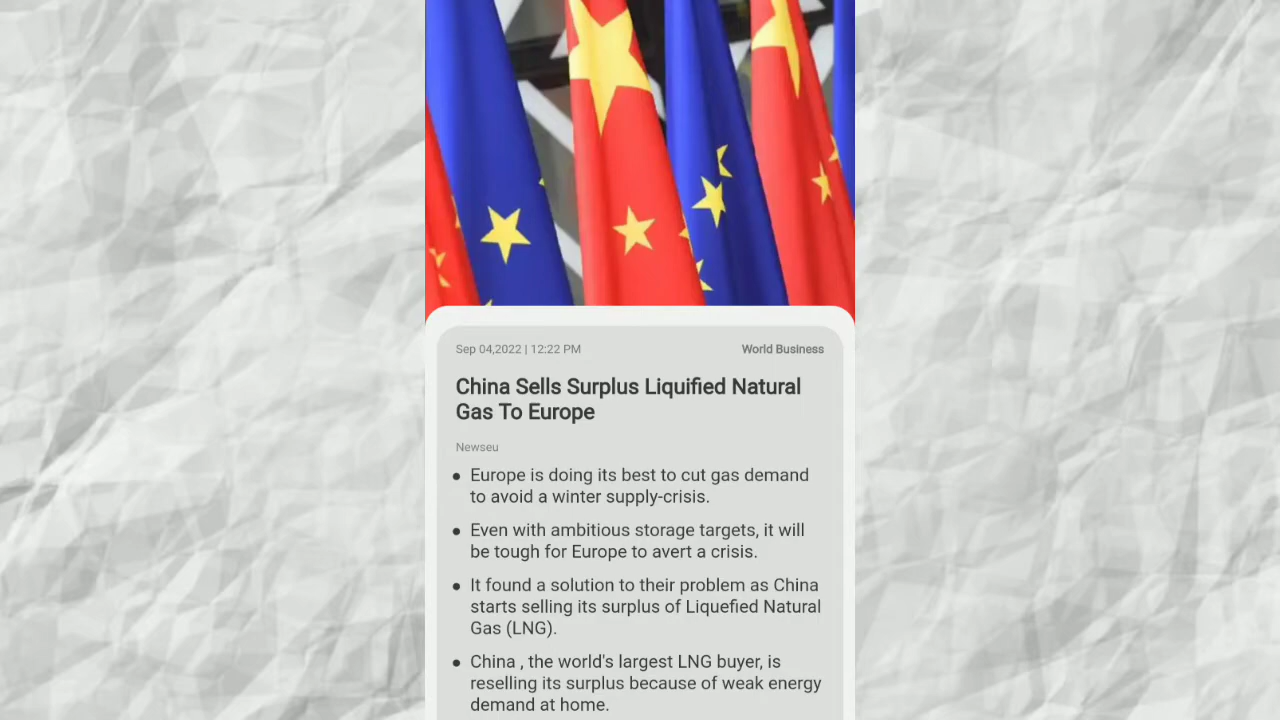 Sep 04,2022 | 12:22 PM
World Business
China Sells Surplus Liquified Natural
Gas To Europe
Newseu
● Europe is doing its best to cut gas demand
to avoid a winter supply-crisis.
● Even with ambitious storage targets, it will
be tough for Europe to avert a crisis.
● It found a solution to their problem as China
starts selling its surplus of Liquefied Natural
Gas (LNG).
● China , the world's largest LNG buyer, is
reselling its surplus because of weak energy
demand at home.